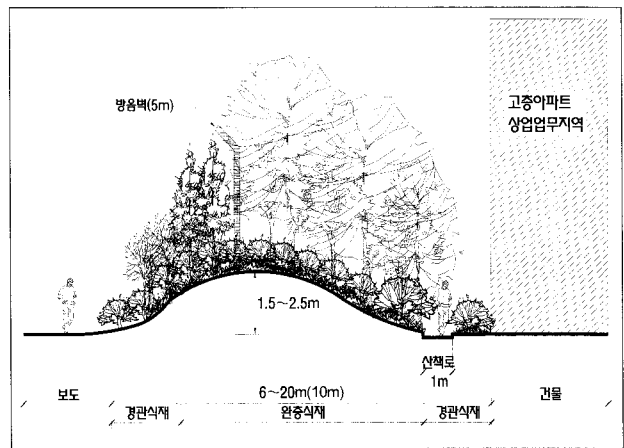 방음벽(5m)
고층아파트
상업업무지역
1.5~2.5m
산책로
1m
보도
6~20m(10m)
건물
경관식재
완충식재
경관식재